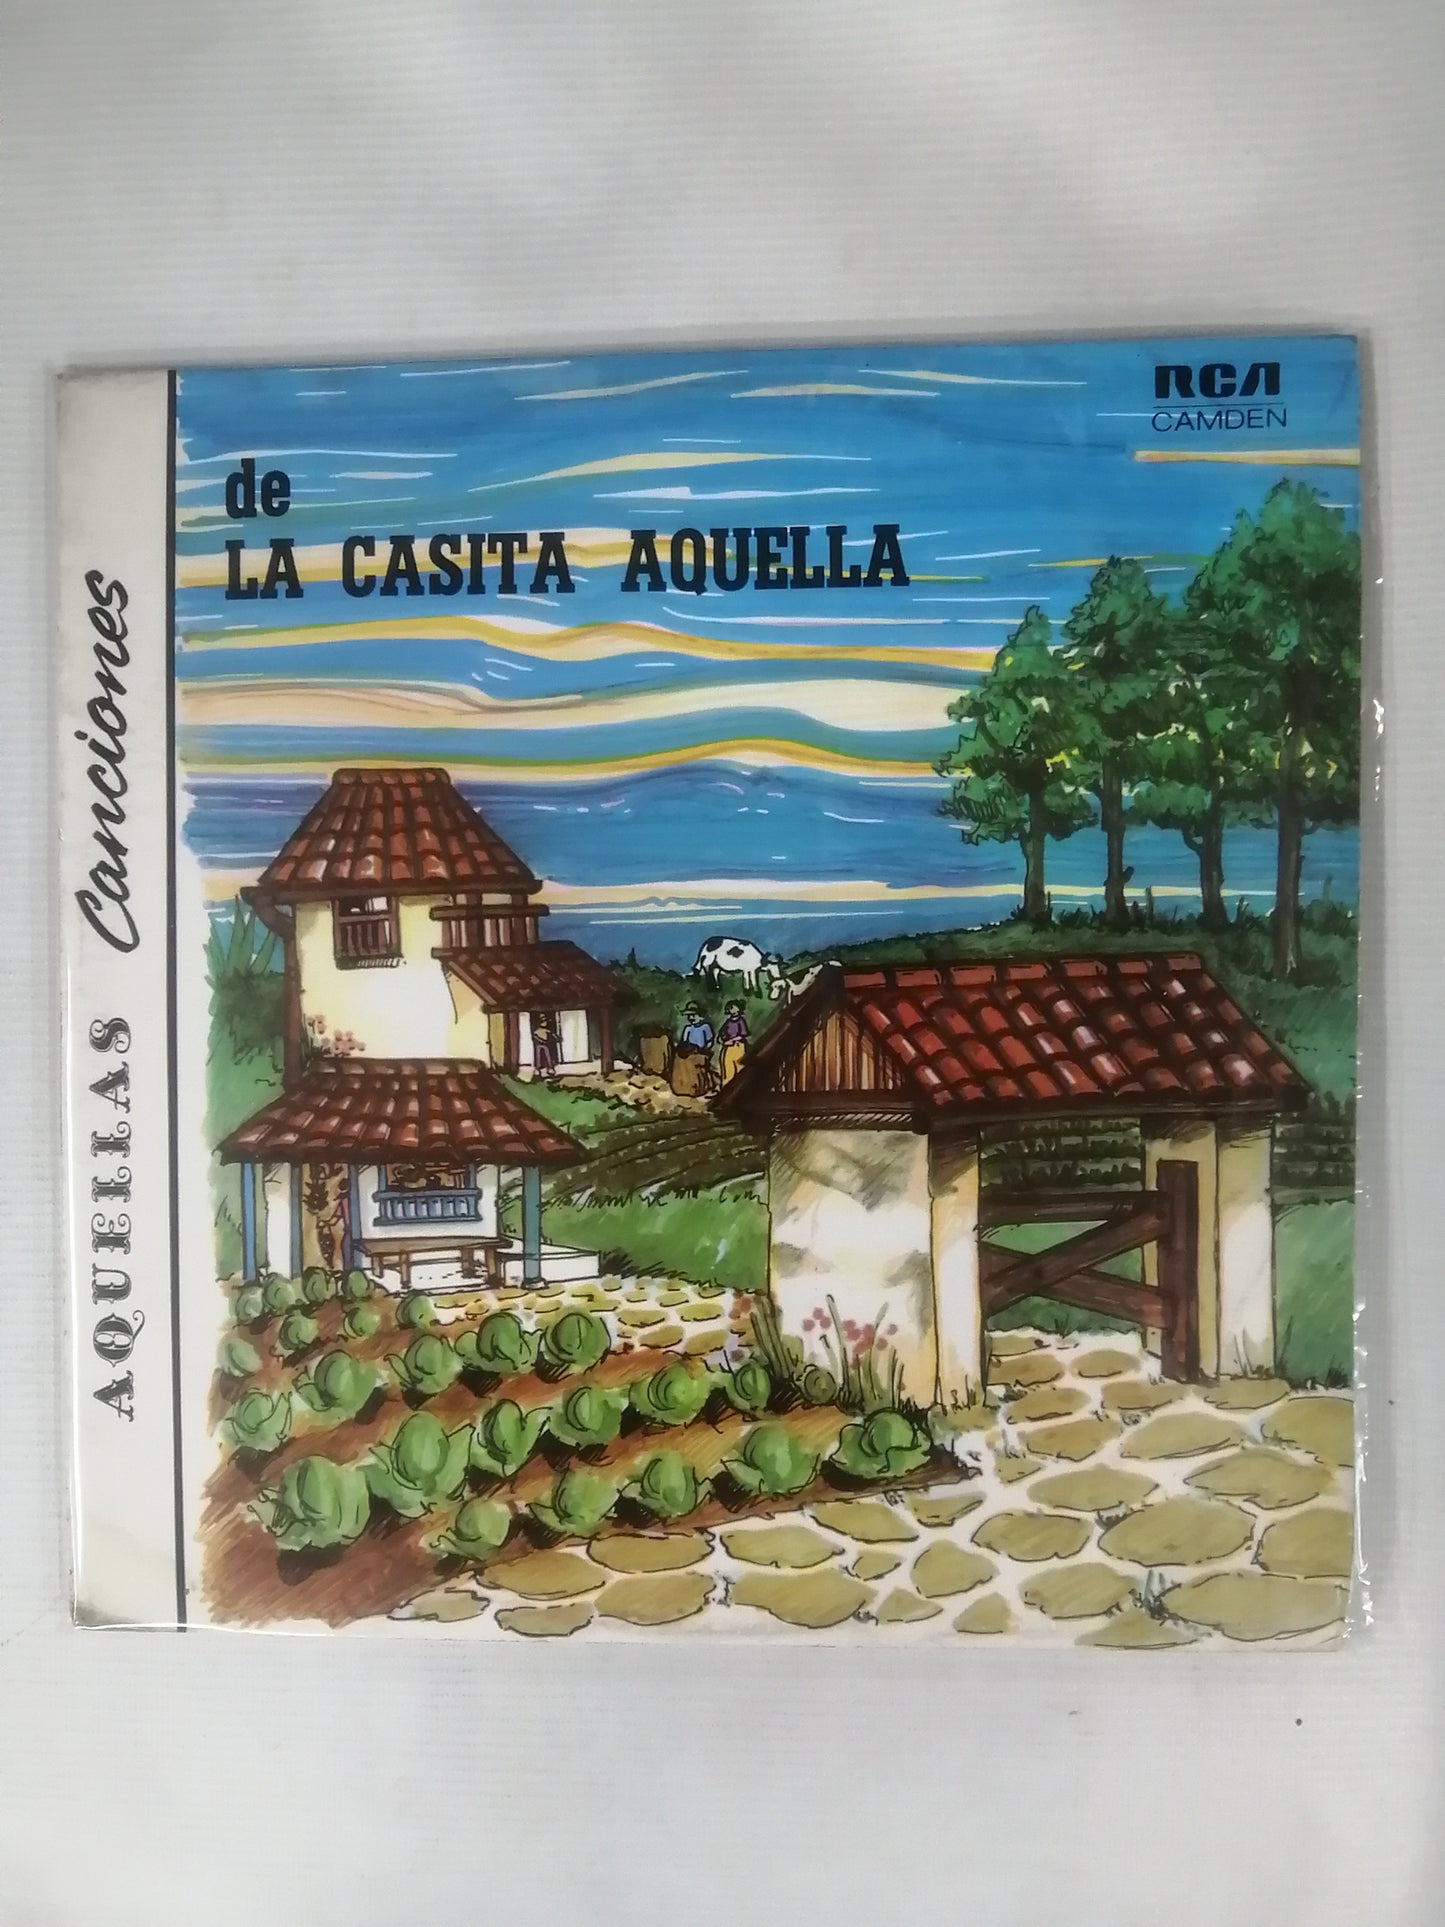 AQUELLAS Canciones
de
LA CASITA AQUELLA
RCA
CAMDEN